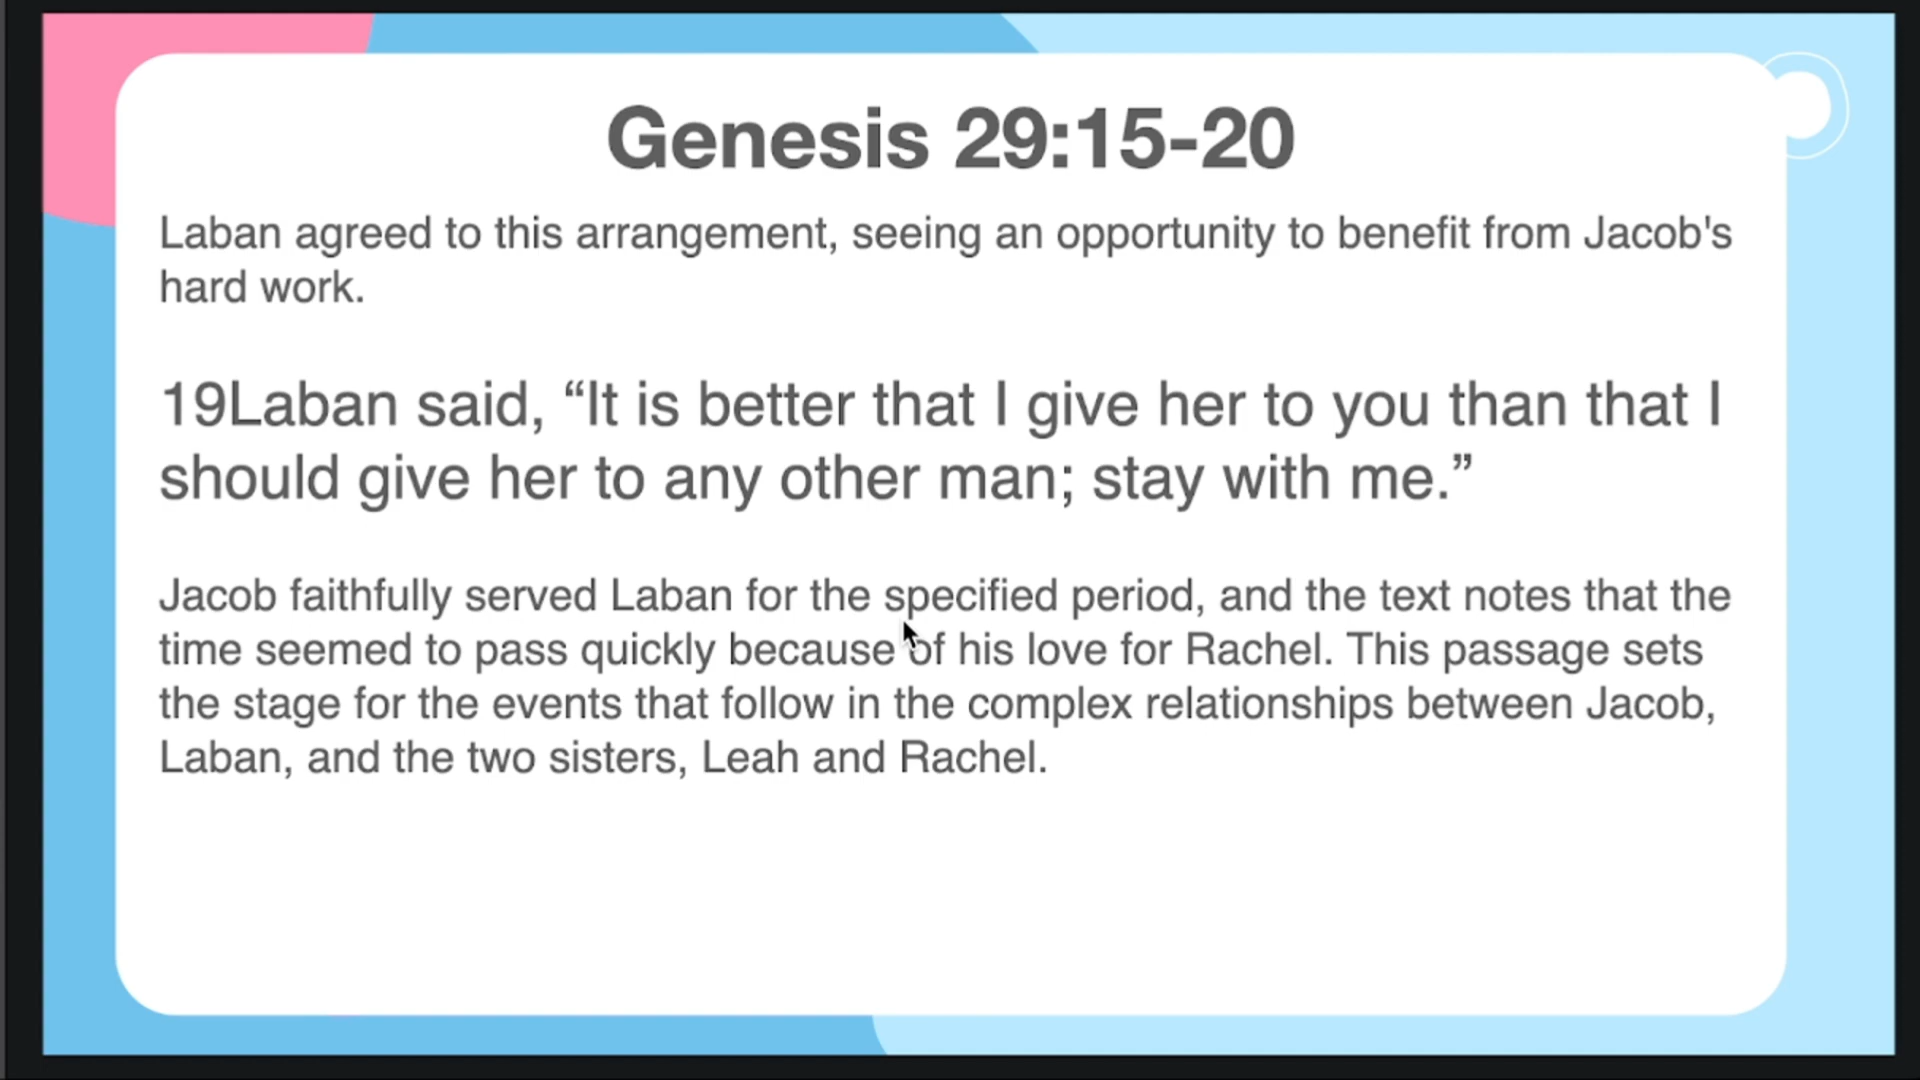 Genesis 29:15-20
Laban agreed to this arrangement, seeing an opportunity to benefit from Jacob's
hard work.
19Laban said, “It is better that I give her to you than that I
should give her to any other man; stay with me.”
Jacob faithfully served Laban for the specified period, and the text notes that the
time seemed to pass quickly because of his love for Rachel. This passage sets
the stage for the events that follow in the complex relationships between Jacob,
Laban, and the two sisters, Leah and Rachel.